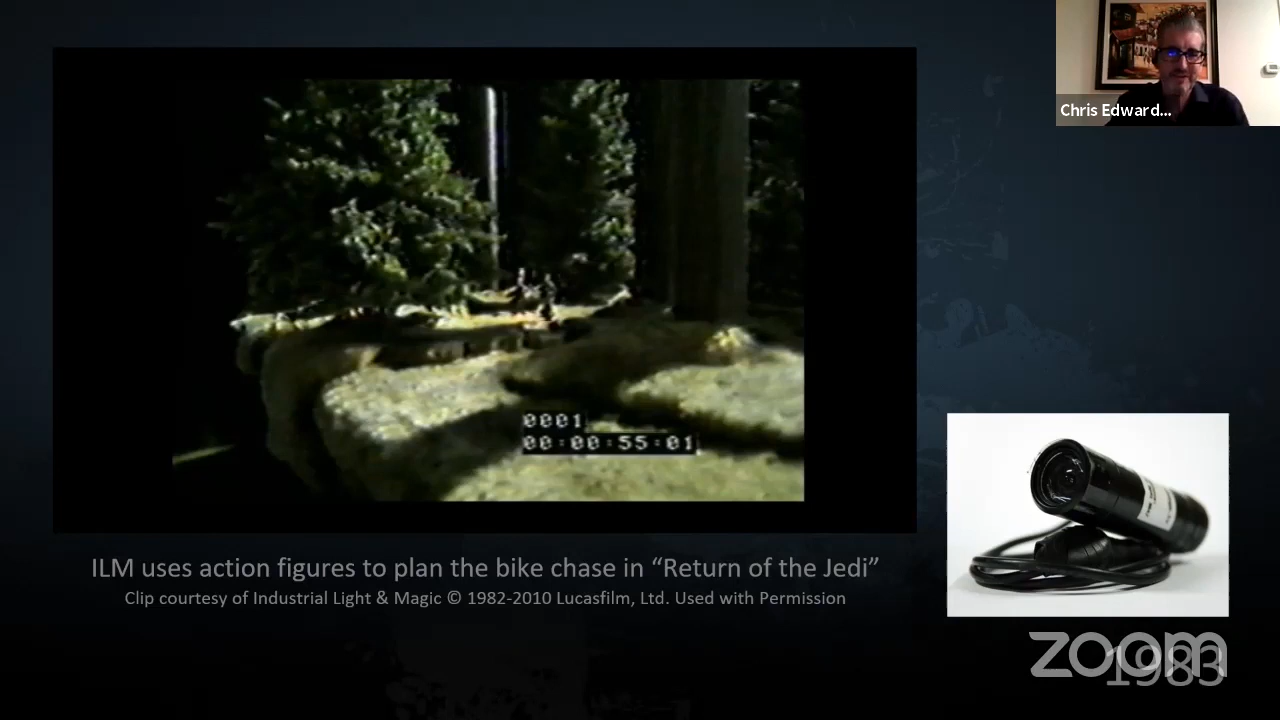 Chris Edward...
0001
00:00:55:01
ILM uses action figures to plan the bike chase in “Return of the Jedi”
Clip courtesy of Industrial Light & Magic © 1982-2010 Lucasfilm, Ltd. Used with Permission
zoom
1983